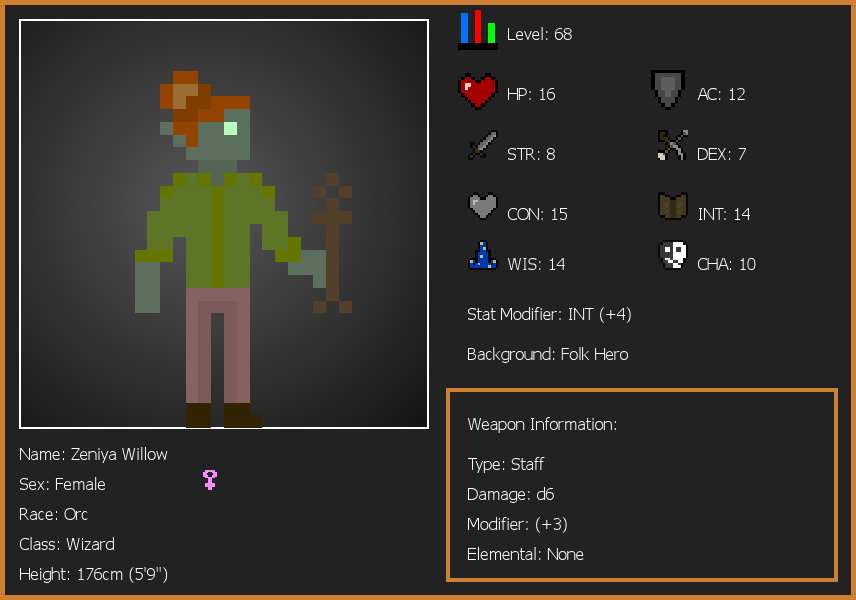 Level: 68
HP: 16
AC: 12
STR: 8
DEX: 7
CON: 15
INT: 14
WIS: 14
CHA: 10
Stat Modifier: INT (+4)
Background: Folk Hero
Weapon Information:
Type: Staff
Damage: d6
Modifier: (+3)
Elemental: None
Name: Zeniya Willow
Sex: Female
Race: Orc
Class: Wizard
Height: 176cm (5'9")